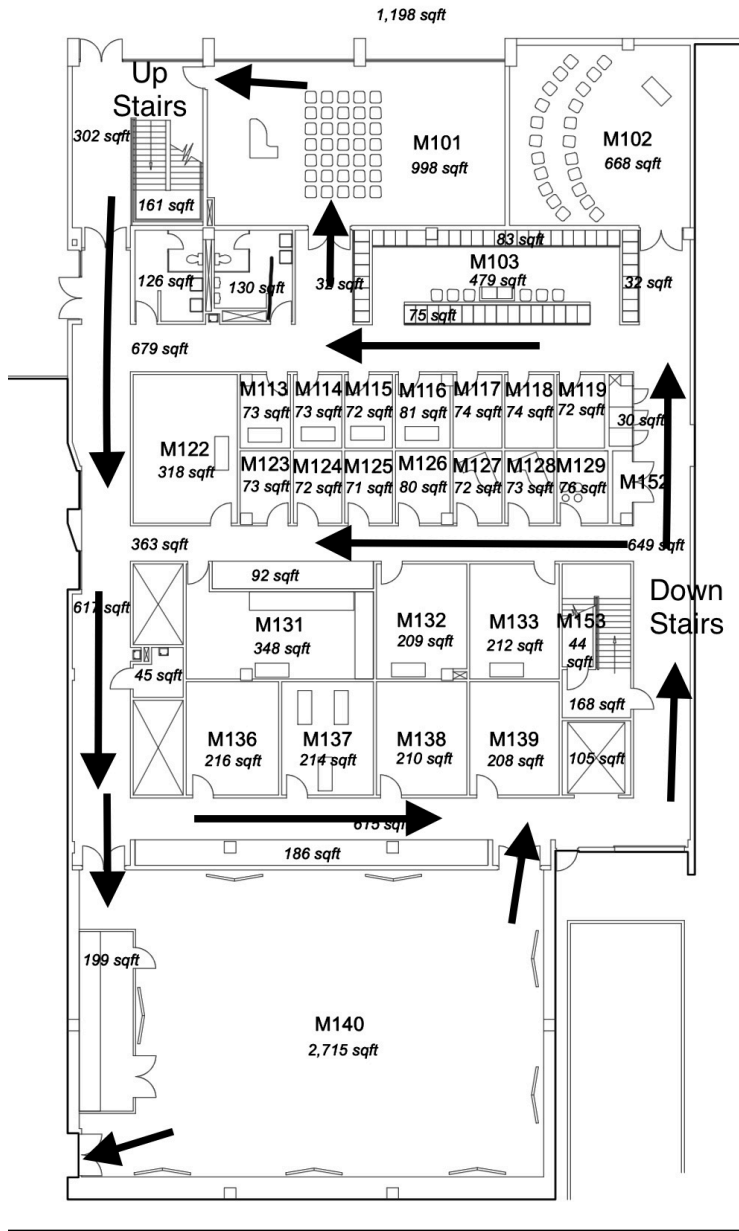 1,198 sqft
Up
Stairs
302 sqft
161 sqft
M101
998 sqft
M102
668 sqft
126 sqft
130 sqft
32 sqft
83 sqft
M103
479 sqft
75 sqft
32 sqft
679 sqft
M113
73 sqft
M114
73 sqft
M115
72 sqft
M116
81 sqft
M117
74 sqft
M118
74 sqft
M119
72 sqft
30 sqft
M122
318 sqft
M123
73 sqft
M124
72 sqft
M125
71 sqft
M126
80 sqft
M127
72 sqft
M128
73 sqft
M129
76 sqft
M152
363 sqft
649 sqft
617 sqft
92 sqft
M131
348 sqft
M132
209 sqft
M133
212 sqft
M153
44
sqft
Down
Stairs
45 sqft
168 sqft
M136
216 sqft
M137
214 sqft
M138
210 sqft
M139
208 sqft
105 sqft
615 sqft
186 sqft
199 sqft
M140
2,715 sqft